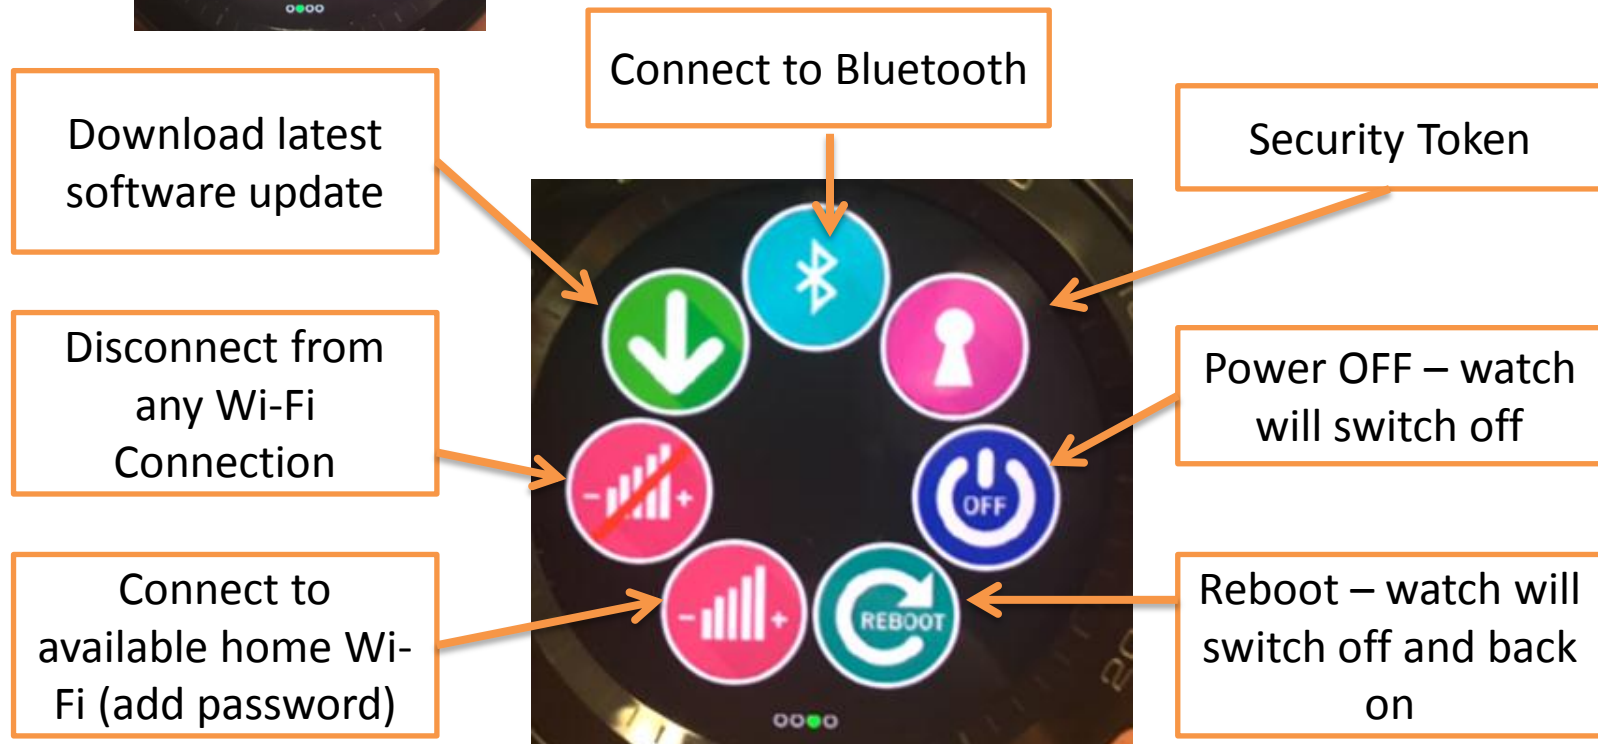 Connect to Bluetooth
Download latest
software update
Security Token
Disconnect from
any Wi-Fi
Connection
Power OFF – watch
will switch off
OFF
Connect to
available home Wi-
Fi (add password)
Reboot – watch will
switch off and back
on
REBOOT
- +
- +